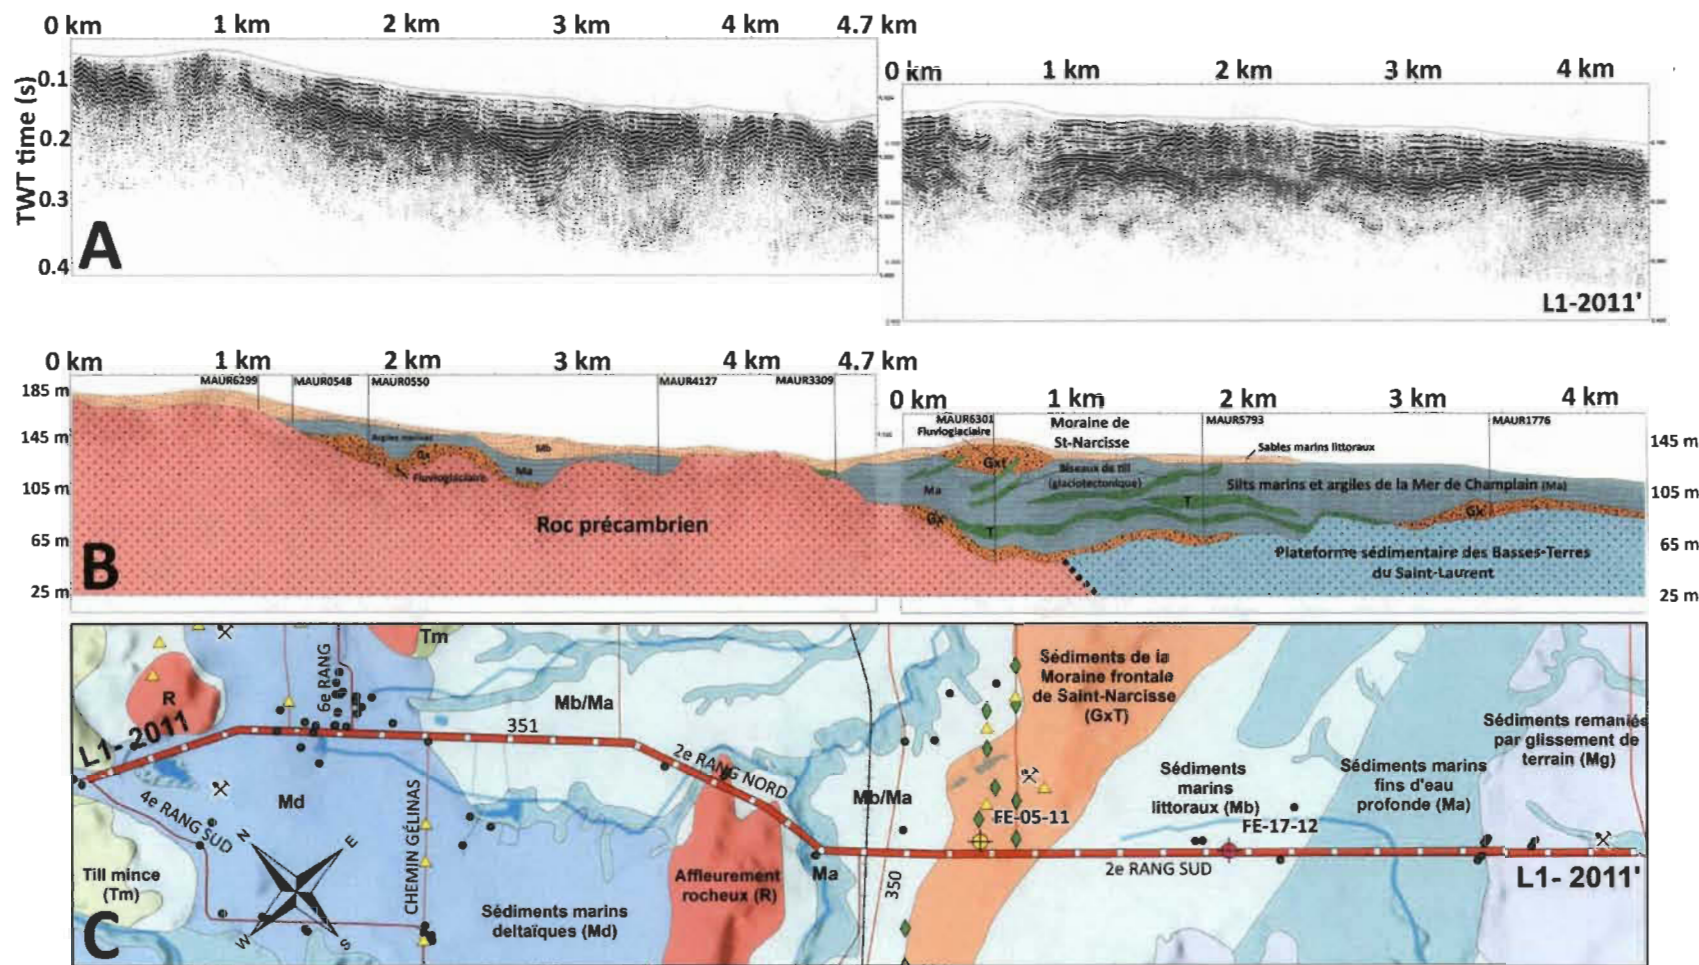 0 km 1 km 2 km 3 km 4 km 4.7 km
0 km 1 km 2 km 3 km 4 km
TWT time (s)
0.1
0.2
0.3
0.4
A
L1-2011'
0 km 1 km 2 km 3 km 4 km 4.7 km
0 km 1 km 2 km 3 km 4 km
185 m
145 m
105 m
65 m
25 m
MAUR6299
MAUR0548
MAUR0550
MAUR4127
MAUR3309
MAUR6301
Fluvioglaciaire
Moraine de
St-Narcisse
MAUR5793
MAUR1776
145 m
105 m
65 m
25 m
Argiles marines
Gx
Fluvioglaciaire
Mb
Ma
Roc précambrien
B
Gxt
Biseaux de till
(glaciotectonique)
Sables marins littoraux
Silts marins et argiles de la Mer de Champlain (Ma)
Ma
Gx
T
T
Gx
Plateforme sédimentaire des Basses-Terres
du Saint-Laurent
Tm
R
L1- 2011
6e RANG
351
Mb/Ma
2e RANG NORD
4e RANG SUD
Md
CHEMIN GÉLINAS
N
E
W
S
Till mince
(Tm)
C
Sédiments marins
deltaïques (Md)
Affleurement
rocheux (R)
Ma
Mb/Ma
350
Sédiments de la
Moraine frontale
de Saint-Narcisse
(GxT)
FE-05-11
Sédiments
marins
littoraux (Mb)
FE-17-12
2e RANG SUD
Sédiments marins
fins d'eau
profonde (Ma)
Sédiments remaniés
par glissement de
terrain (Mg)
L1- 2011'